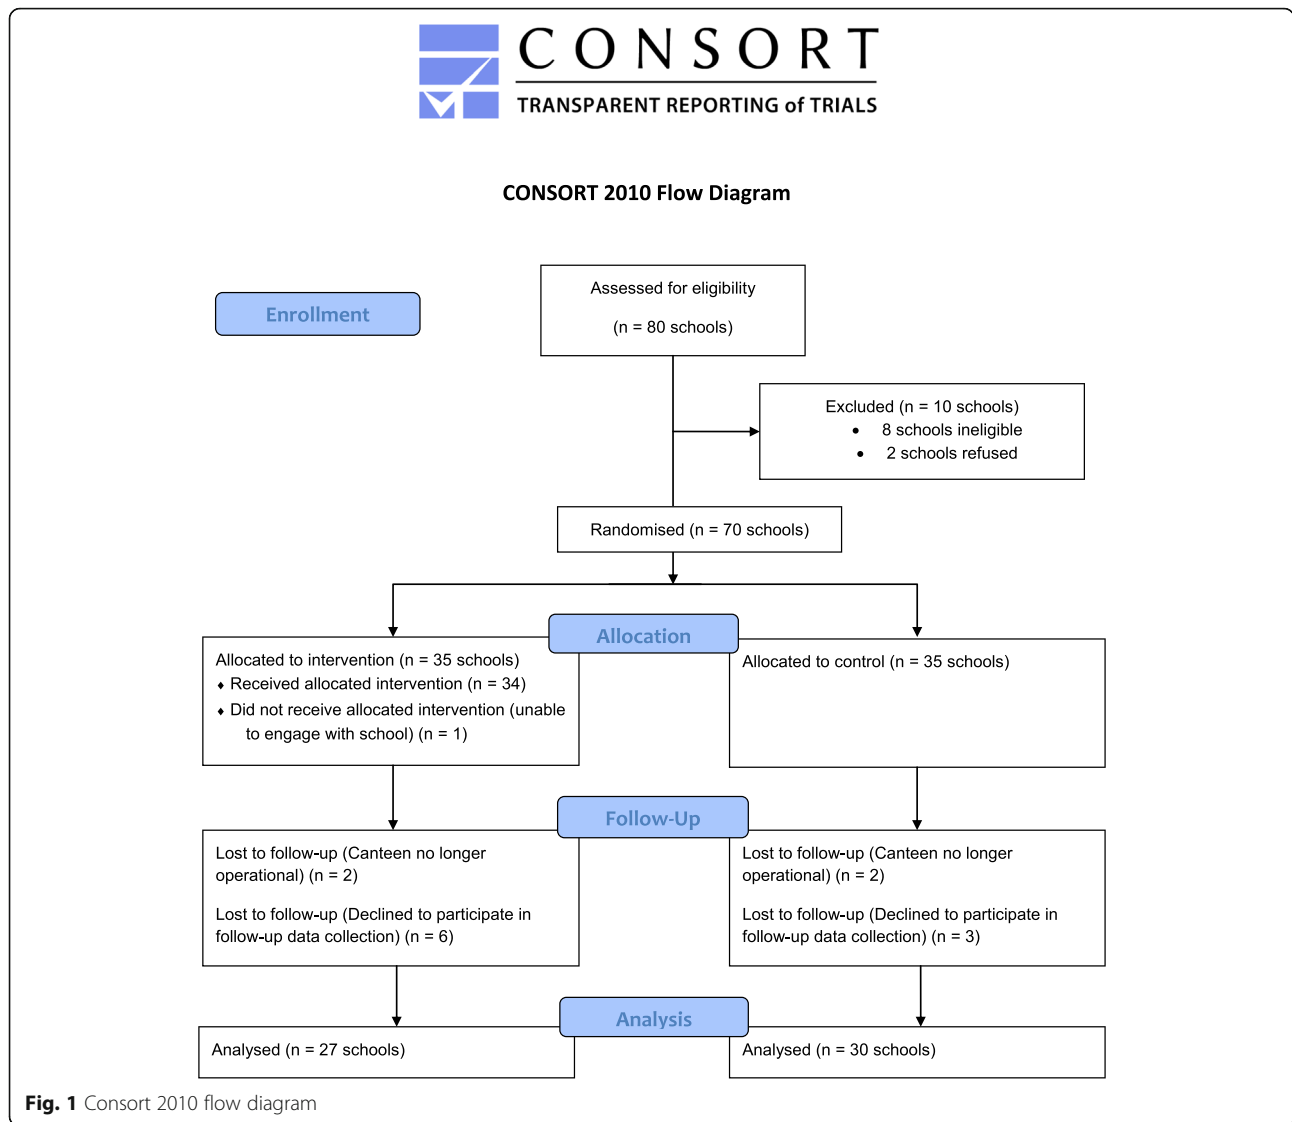 CONSORT
TRANSPARENT REPORTING of TRIALS
CONSORT 2010 Flow Diagram
Enrollment
Assessed for eligibility
(n = 80 schools)
Excluded (n = 10 schools)
• 8 schools ineligible
• 2 schools refused
Randomised (n = 70 schools)
Allocation
Allocated to intervention (n = 35 schools)
♦ Received allocated intervention (n = 34)
♦ Did not receive allocated intervention (unable
to engage with school) (n = 1)
Allocated to control (n = 35 schools)
Follow-Up
Lost to follow-up (Canteen no longer
operational) (n = 2)
Lost to follow-up (Declined to participate in
follow-up data collection) (n = 6)
Lost to follow-up (Canteen no longer
operational) (n = 2)
Lost to follow-up (Declined to participate in
follow-up data collection) (n = 3)
Analysis
Analysed (n = 27 schools)
Analysed (n = 30 schools)
Fig. 1 Consort 2010 flow diagram